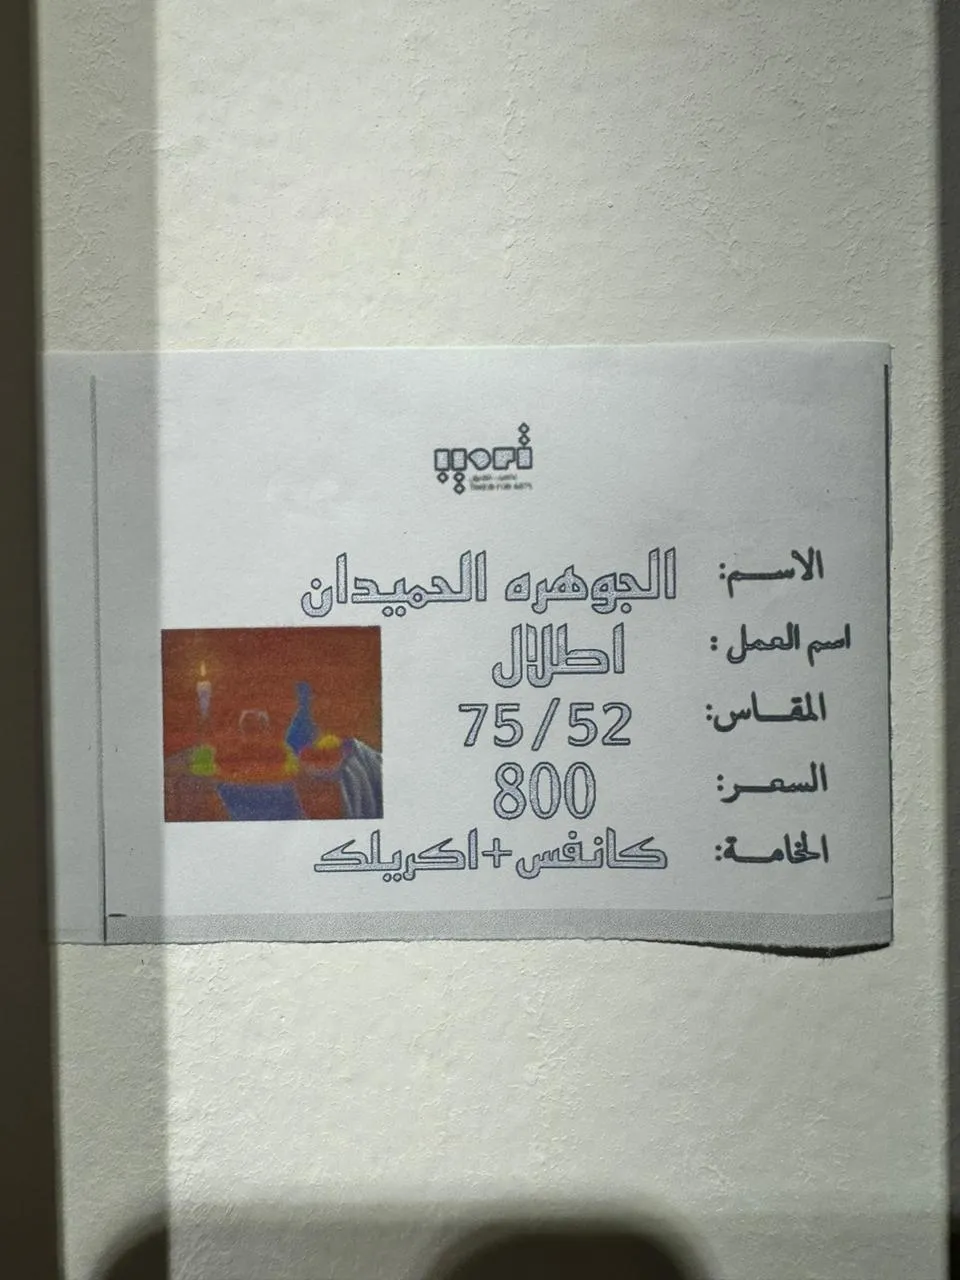 الاسم: الجوهره الحميدان
اسم العمل : اطلال
المقاس: 75/52
السعر: 800
الخامة: كانفس+اكريلك